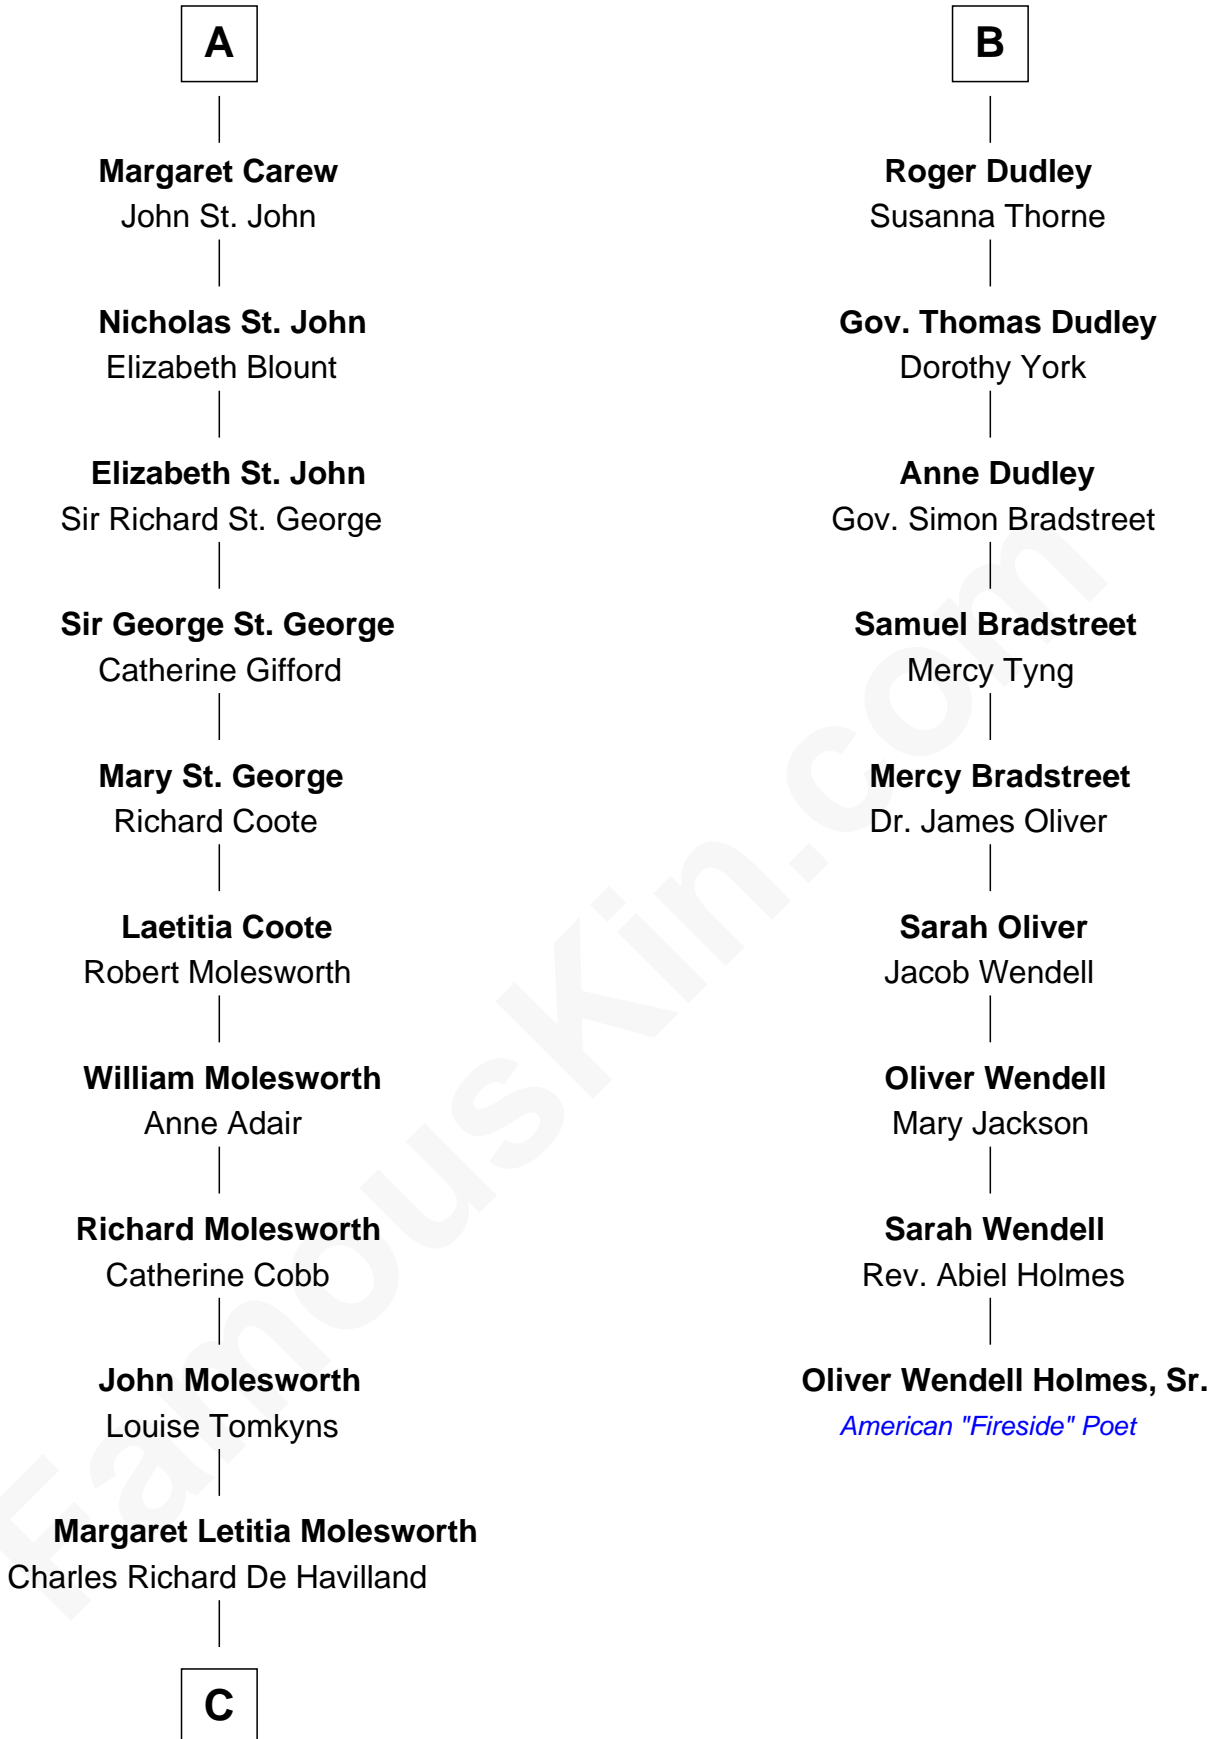 A
Margaret Carew
John St. John
Nicholas St. John
Elizabeth Blount
Elizabeth St. John
Sir Richard St. George
Sir George St. George
Catherine Gifford
Mary St. George
Richard Coote
Laetitia Coote
Robert Molesworth
William Molesworth
Anne Adair
Richard Molesworth
Catherine Cobb
John Molesworth
Louise Tomkyns
Margaret Letitia Molesworth
Charles Richard De Havilland
C
B
Roger Dudley
Susanna Thorne
Gov. Thomas Dudley
Dorothy York
Anne Dudley
Gov. Simon Bradstreet
Samuel Bradstreet
Mercy Tyng
Mercy Bradstreet
Dr. James Oliver
Sarah Oliver
Jacob Wendell
Oliver Wendell
Mary Jackson
Sarah Wendell
Rev. Abiel Holmes
Oliver Wendell Holmes, Sr.
American "Fireside" Poet
FamousKin.com